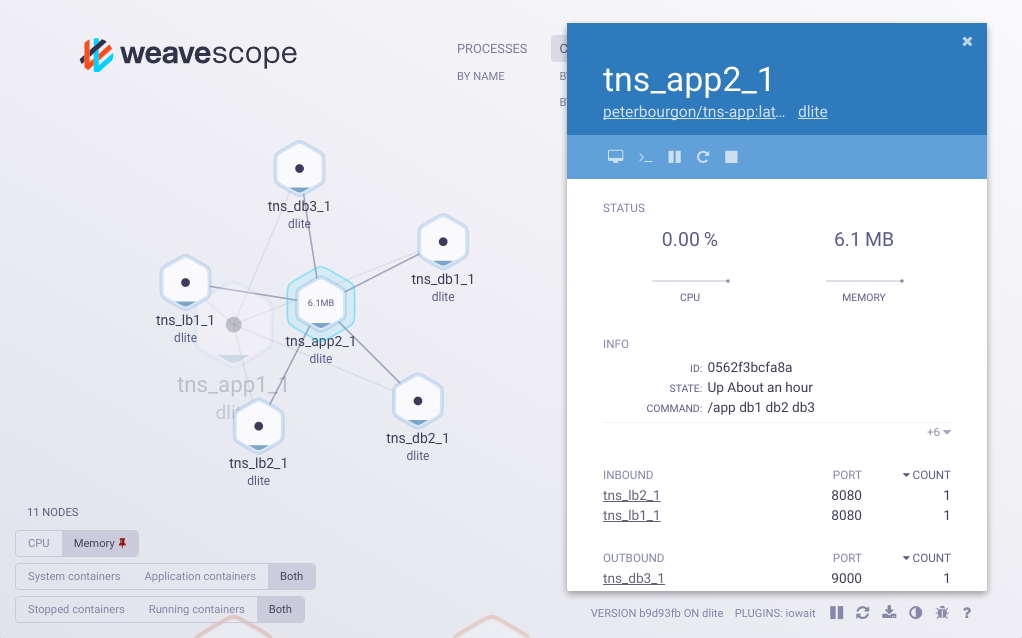 weavescope
PROCESSES
BY NAME
tns_db3_1
dlite
tns_db1_1
dlite
tns_lb1_1
dlite
6.1MB
tns_app2_1
dlite
tns_app1_1
tns_db2_1
dlite
tns_lb2_1
dlite
11 NODES
CPU Memory
System containers Application containers Both
Stopped containers Running containers Both
tns_app2_1
peterbourgon/tns-app:lat... dlite
STATUS
0.00 % 6.1 MB
CPU MEMORY
INFO
ID: 0562f3bcfa8a
STATE: Up About an hour
COMMAND: /app db1 db2 db3
+6
INBOUND PORT COUNT
tns_lb2_1 8080 1
tns_lb1_1 8080 1
OUTBOUND PORT COUNT
tns_db3_1 9000 1
VERSION b9d93fb ON dlite PLUGINS: iowait